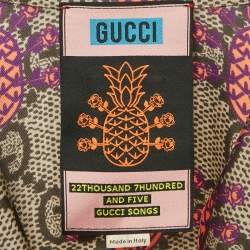 GUCCI
22THOUSAND 7HUNDRED
AND FIVE
GUCCI SONGS
Made in Italy